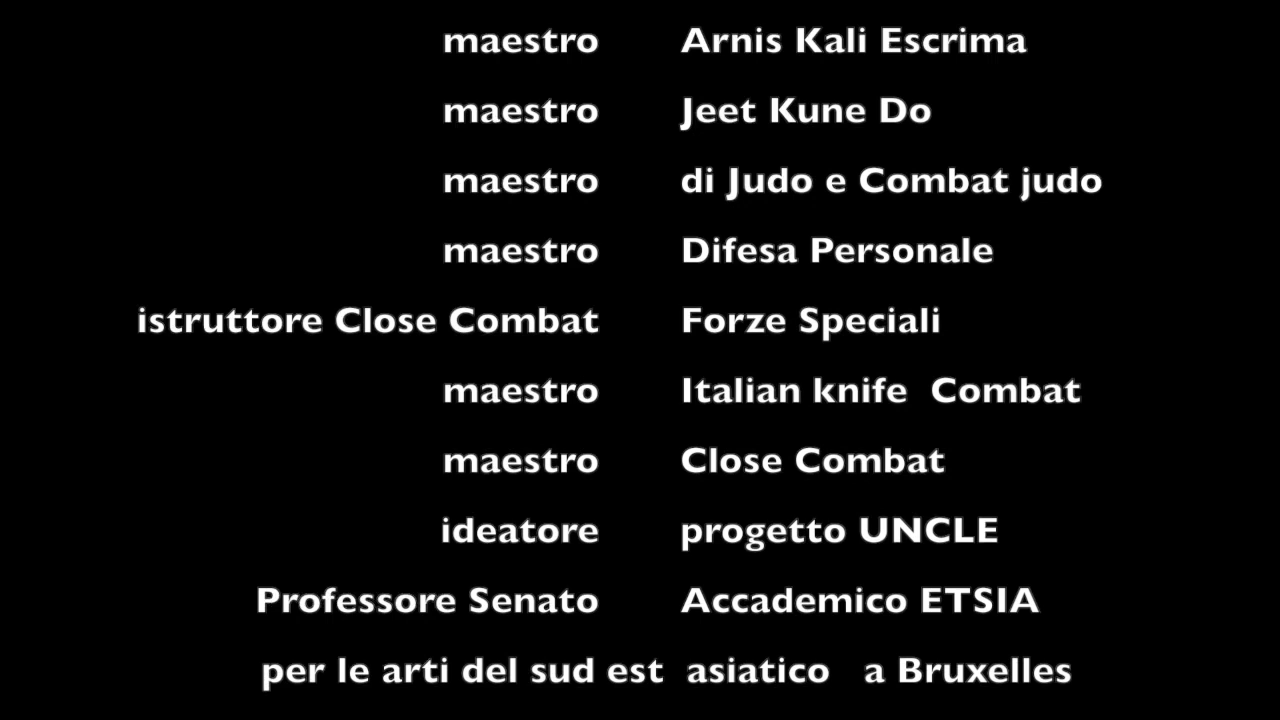 maestro Arnis Kali Escrima
maestro Jeet Kune Do
maestro di Judo e Combat judo
maestro Difesa Personale
istruttore Close Combat Forze Speciali
maestro Italian knife  Combat
maestro Close Combat
ideatore progetto UNCLE
Professore Senato Accademico ETSIA
per le arti del sud est  asiatico   a Bruxelles